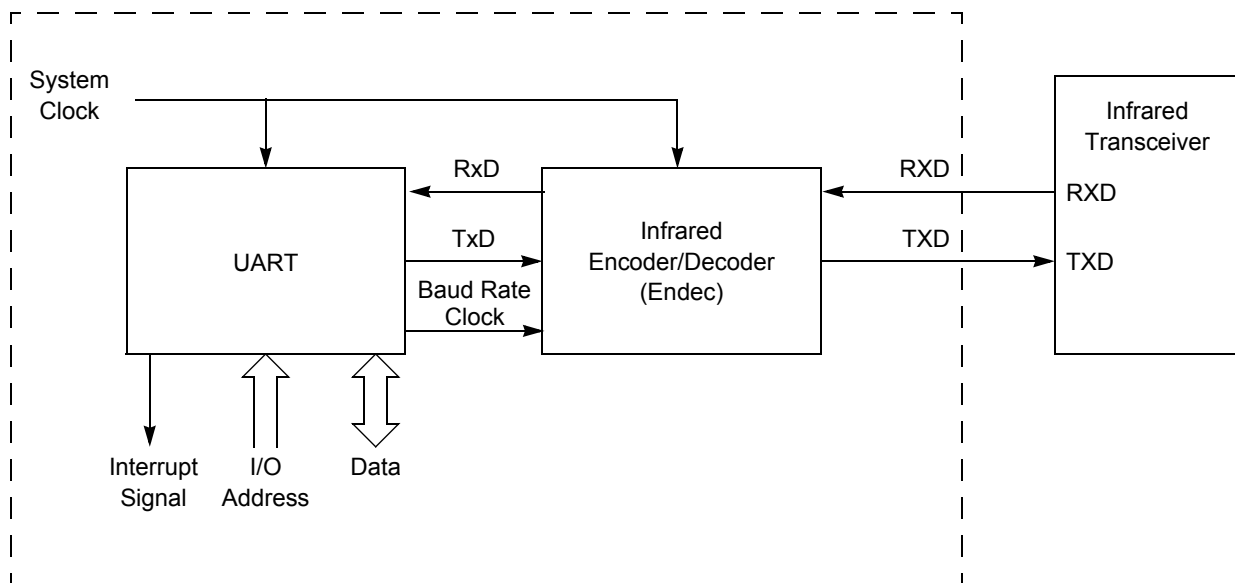 System
Clock
Infrared
Transceiver
RxD
RXD
RXD
UART
TxD
Infrared
Encoder/Decoder
(Endec)
TXD
TXD
Baud Rate
Clock
Interrupt
Signal
I/O
Address
Data